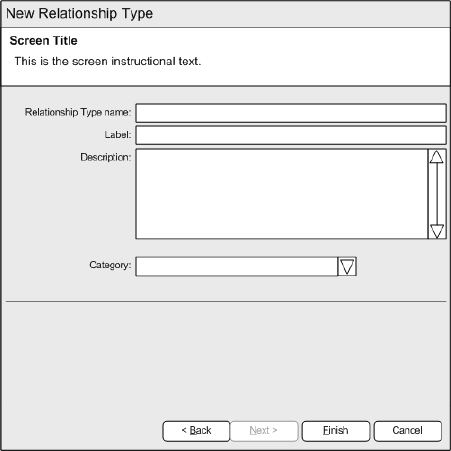 New Relationship Type
Screen Title
This is the screen instructional text.
Relationship Type name:
Label:
Description:
Category:
< Back Next > Finish Cancel